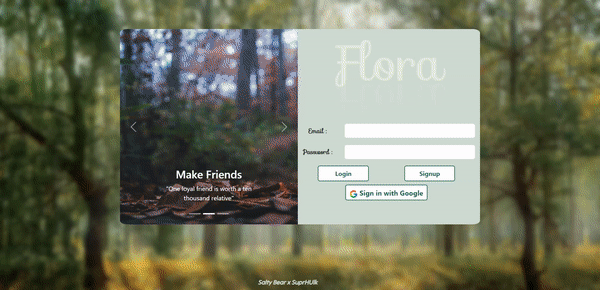 Flora
Email :
Password :
Login
Signup
Sign in with Google
Make Friends
"One loyal friend is worth a ten
thousand relative"
Salty Bear x SuprHUlk